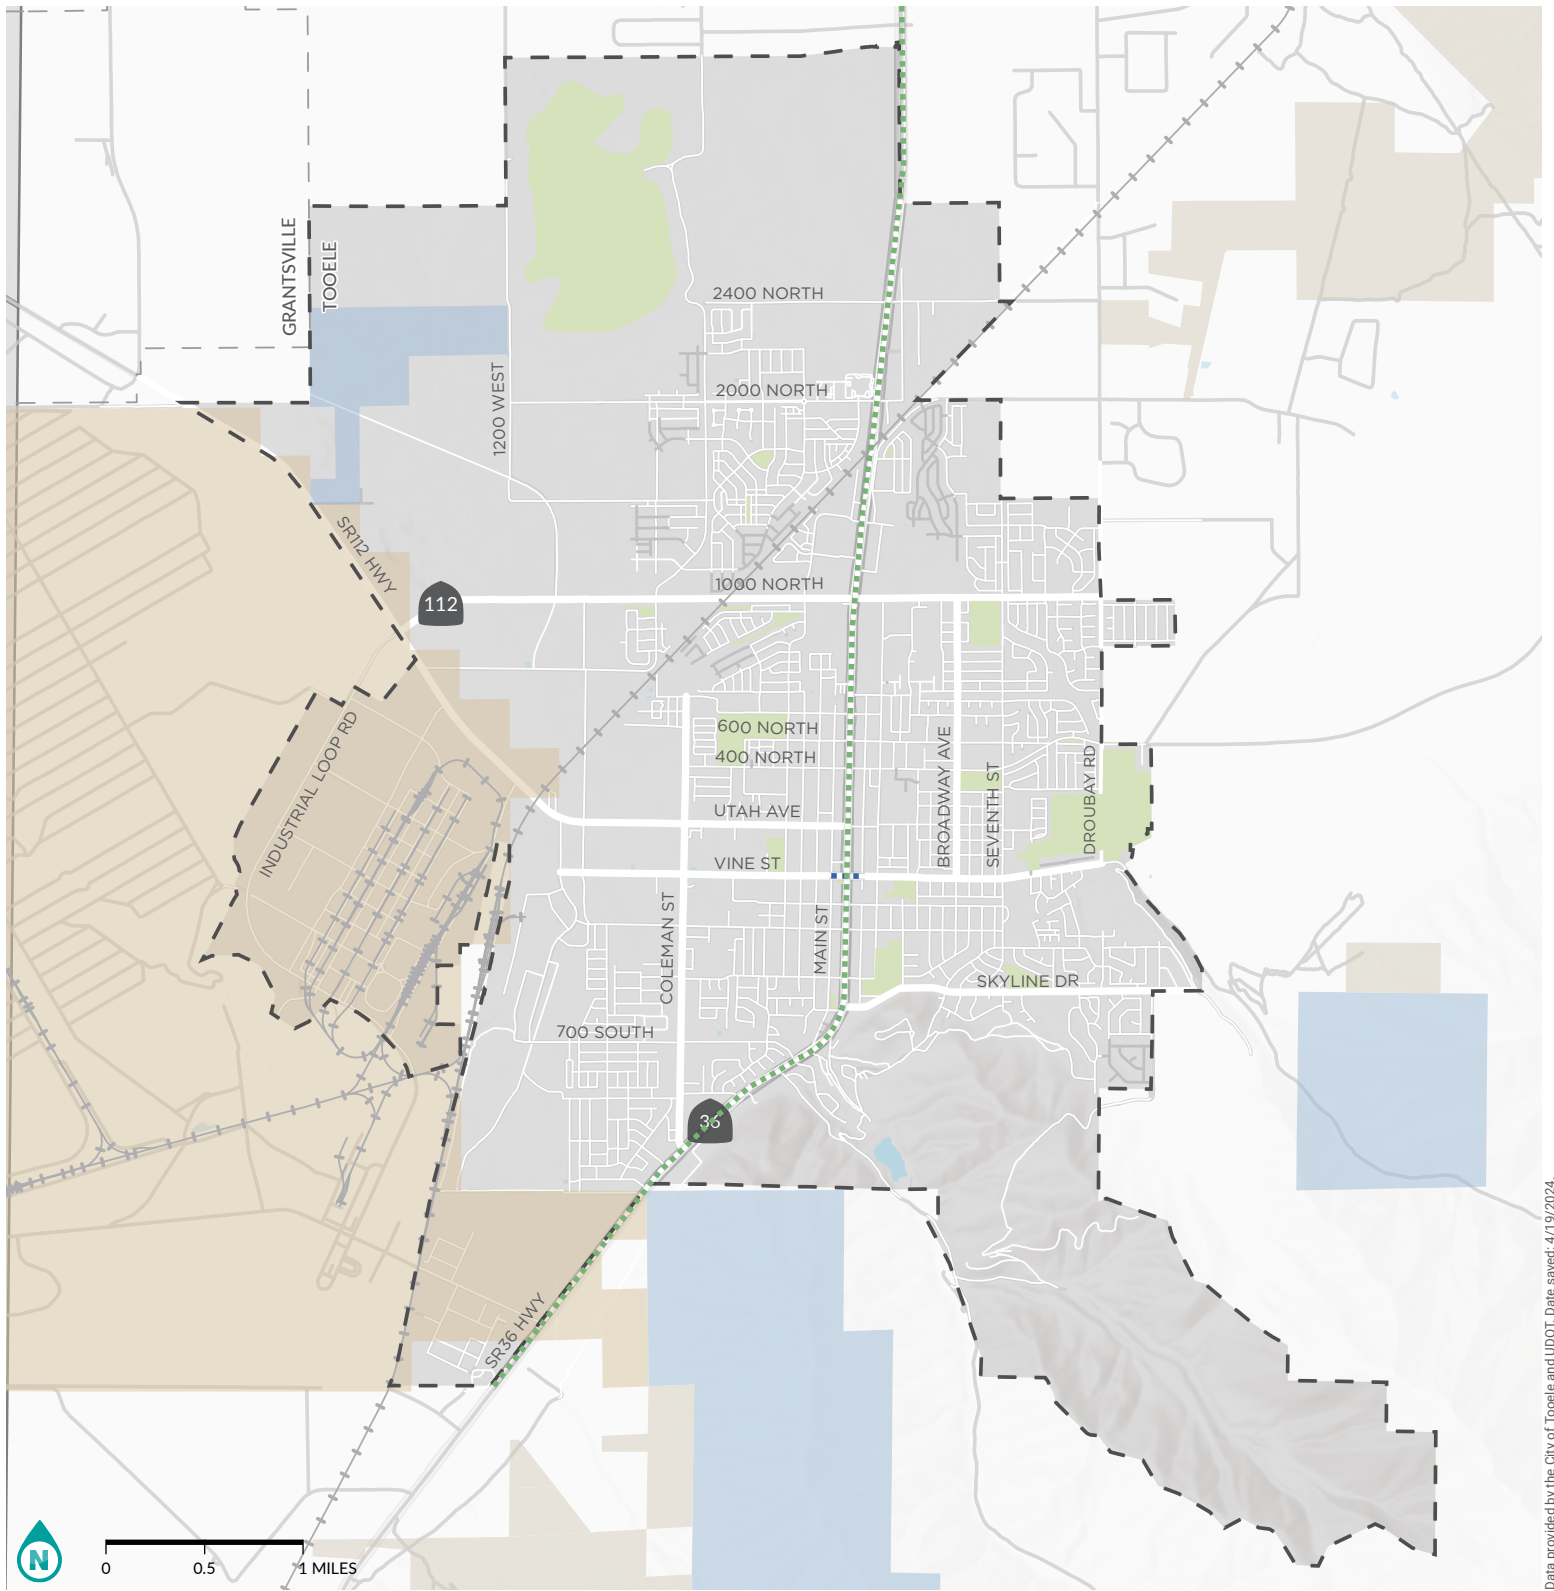 GRANTSVILLE
TOOELE
2400 NORTH
1200 WEST
2000 NORTH
SR112 HWY
112
1000 NORTH
INDUSTRIAL LOOP RD
600 NORTH
400 NORTH
UTAH AVE
VINE ST
BROADWAY AVE
SEVENTH ST
DROUBAY RD
COLEMAN ST
MAIN ST
SKYLINE DR
700 SOUTH
36
SR36 HWY
N
0 0.5 1 MILES
Data provided by the City of Tooele and UDOT. Date saved: 4/19/2024.